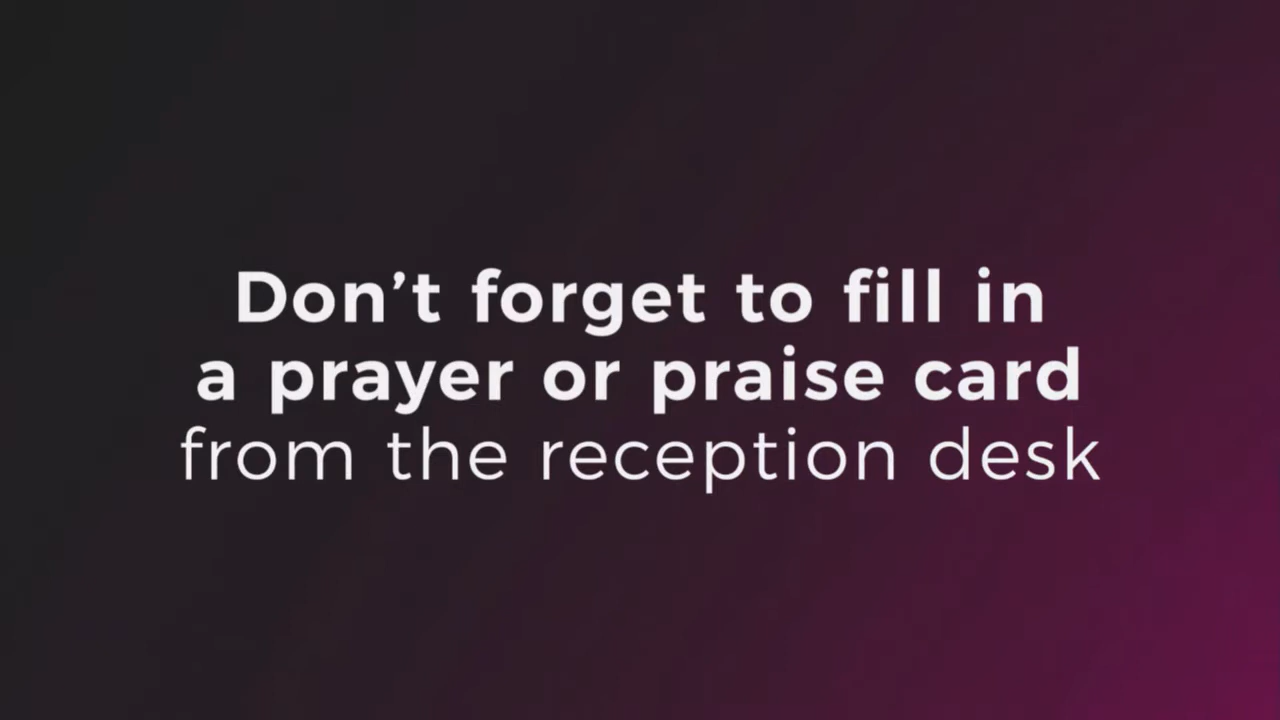 Don’t forget to fill in
a prayer or praise card
from the reception desk